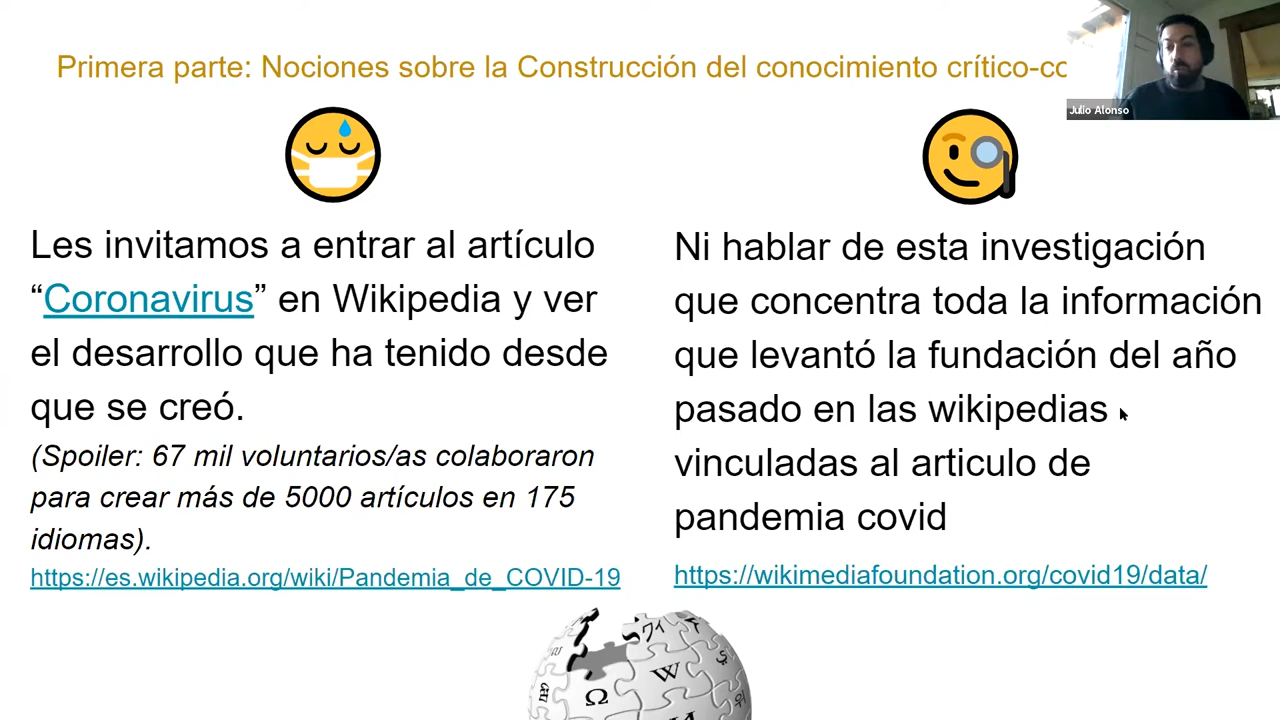 Primera parte: Nociones sobre la Construcción del conocimiento crítico-co
Julio Alonso
Les invitamos a entrar al artículo
“Coronavirus” en Wikipedia y ver
el desarrollo que ha tenido desde
que se creó.
(Spoiler: 67 mil voluntarios/as colaboraron
para crear más de 5000 artículos en 175
idiomas).
https://es.wikipedia.org/wiki/Pandemia_de_COVID-19
Ni hablar de esta investigación
que concentra toda la información
que levantó la fundación del año
pasado en las wikipedias
vinculadas al articulo de
pandemia covid
https://wikimediafoundation.org/covid19/data/
Ω
W